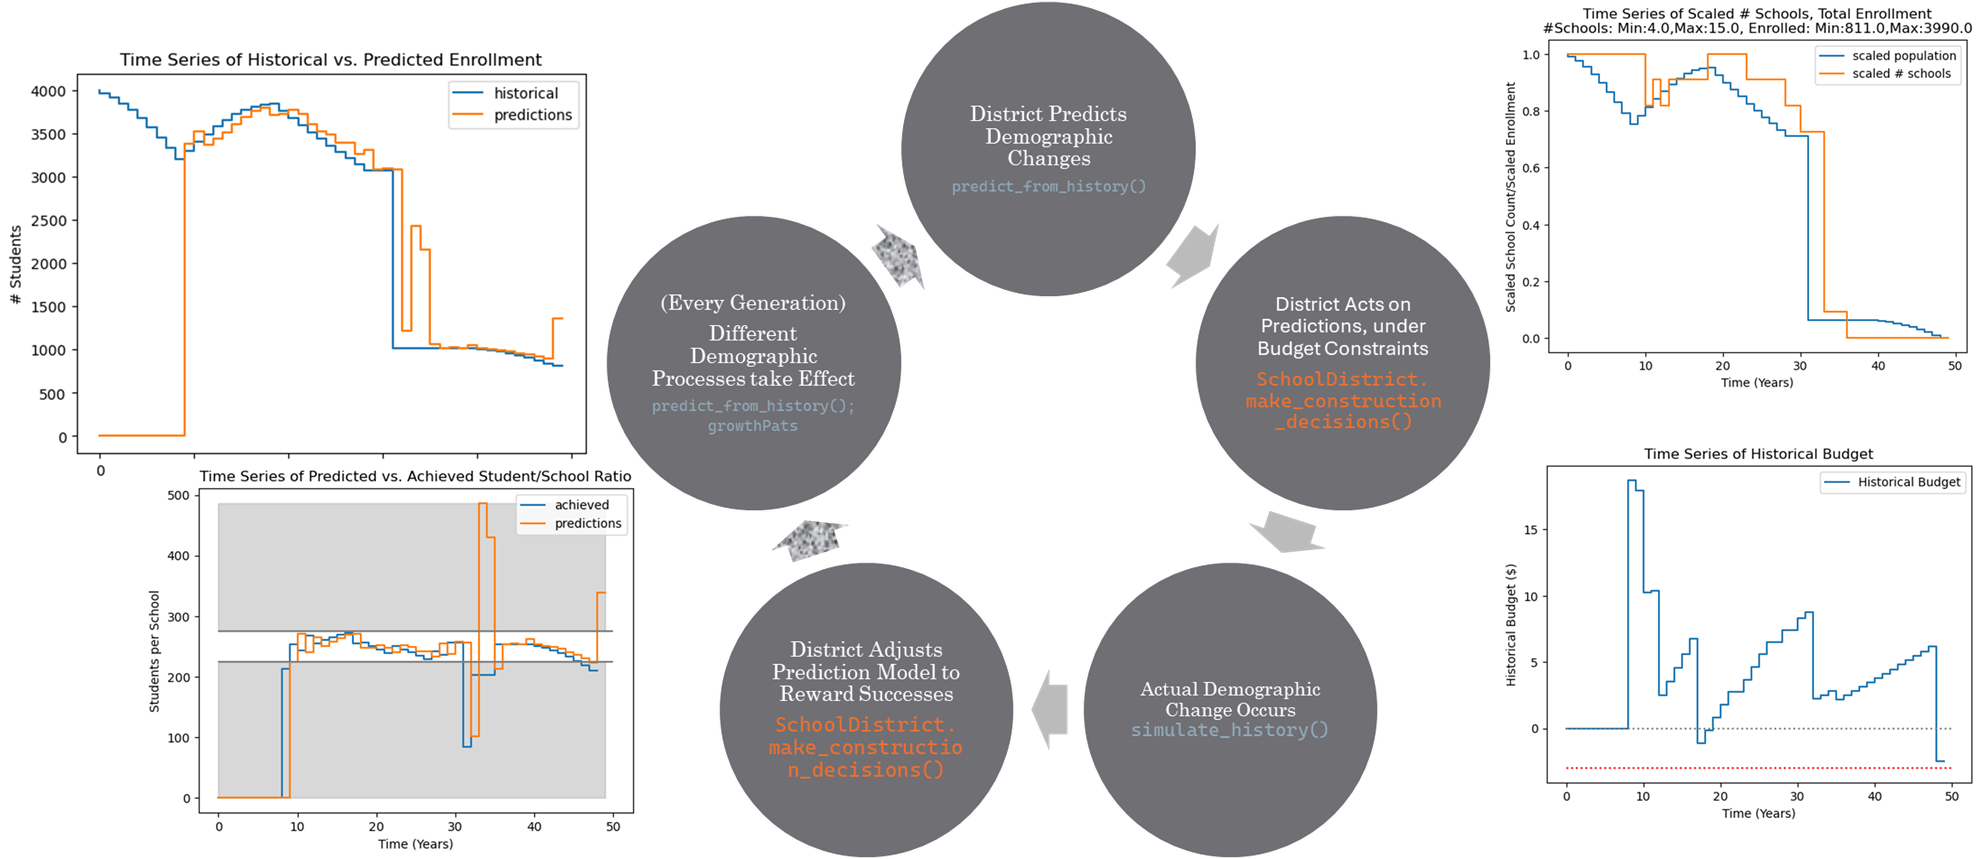 Time Series of Historical vs. Predicted Enrollment
historical
predictions
# Students
4000
3500
3000
2500
2000
1500
1000
500
0
0
Time Series of Predicted vs. Achieved Student/School Ratio
achieved
predictions
Students per School
500
400
300
200
100
0
0 10 20 30 40 50
Time (Years)
District Predicts
Demographic
Changes
predict_from_history()
District Acts on
Predictions, under
Budget Constraints
SchoolDistrict.
make_construction
_decisions()
Actual Demographic
Change Occurs
simulate_history()
District Adjusts
Prediction Model to
Reward Successes
SchoolDistrict.
make_constructio
n_decisions()
(Every Generation)
Different
Demographic
Processes take Effect
predict_from_history();
growthPats
Time Series of Scaled # Schools, Total Enrollment
#Schools: Min:4.0,Max:15.0, Enrolled: Min:811.0,Max:3990.0
scaled population
scaled # schools
Scaled School Count/Scaled Enrollment
1.0
0.8
0.6
0.4
0.2
0.0
0 10 20 30 40 50
Time (Years)
Time Series of Historical Budget
Historical Budget
Historical Budget ($)
15
10
5
0
0 10 20 30 40 50
Time (Years)